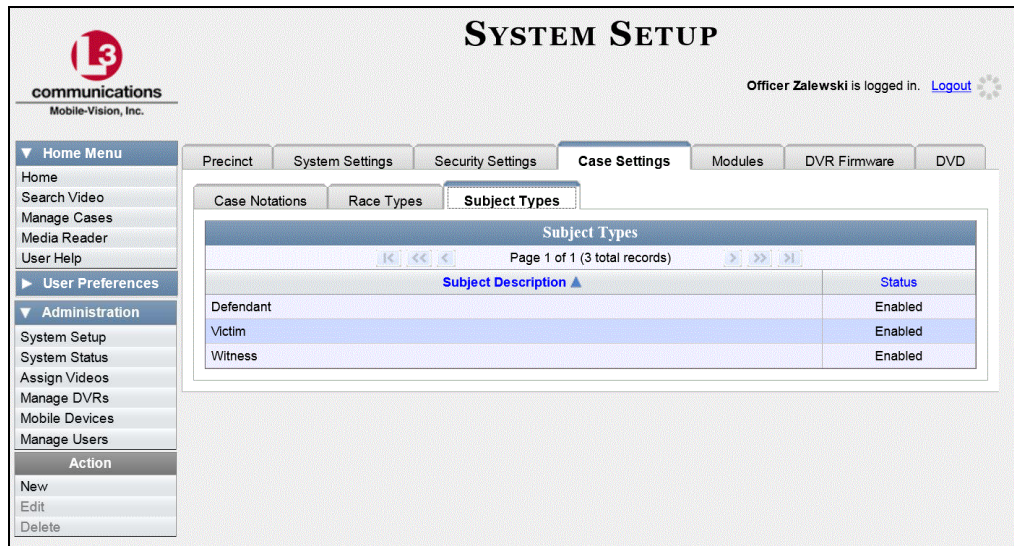 SYSTEM SETUP
L3
communications
Mobile-Vision, Inc.
Officer Zalewski is logged in. Logout
▼ Home Menu
Home
Search Video
Manage Cases
Media Reader
User Help
▶ User Preferences
▼ Administration
System Setup
System Status
Assign Videos
Manage DVRs
Mobile Devices
Manage Users
Action
New
Edit
Delete
Precinct System Settings Security Settings Case Settings Modules DVR Firmware DVD
Case Notations Race Types Subject Types
Subject Types
|< << < Page 1 of 1 (3 total records) > >> >|
Subject Description ▲ Status
Defendant Enabled
Victim Enabled
Witness Enabled